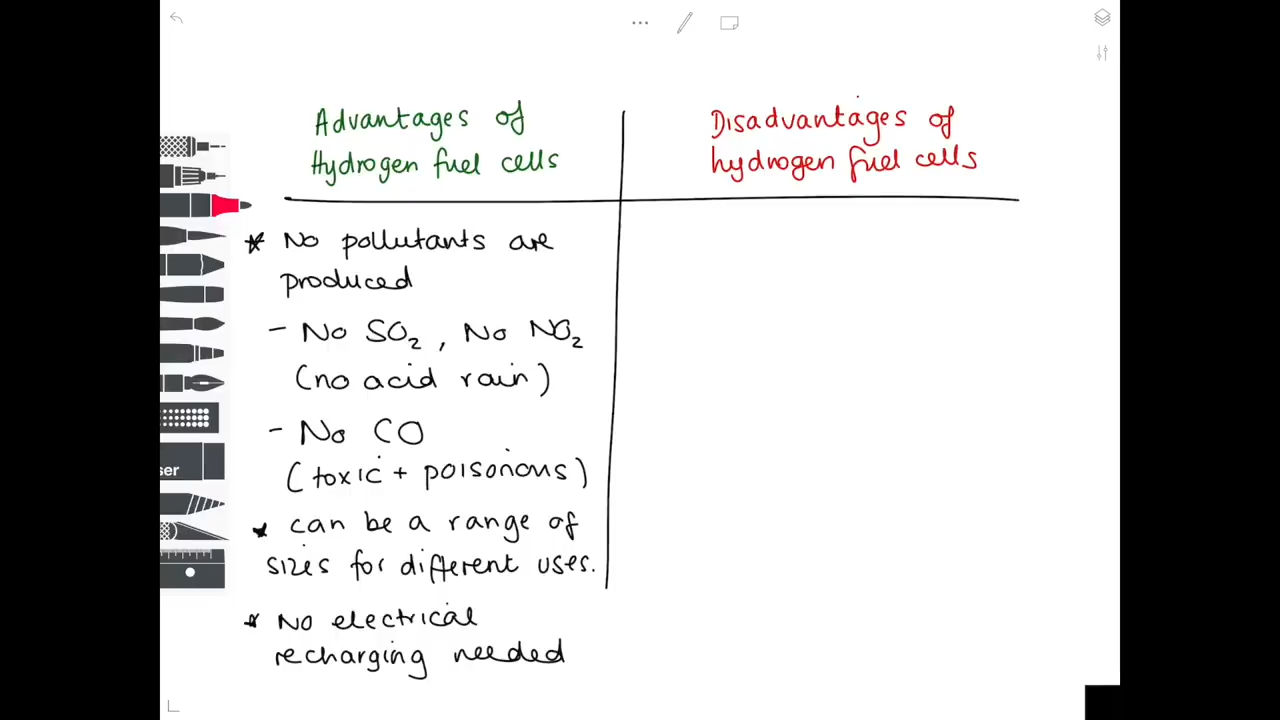 Advantages of
Hydrogen fuel cells
Disadvantages of
hydrogen fuel cells
* No pollutants are
produced
- No SO₂, No NO₂
(no acid rain)
- No CO
(toxic + poisonous)
* can be a range of
sizes for different uses.
* No electrical
recharging needed
ser